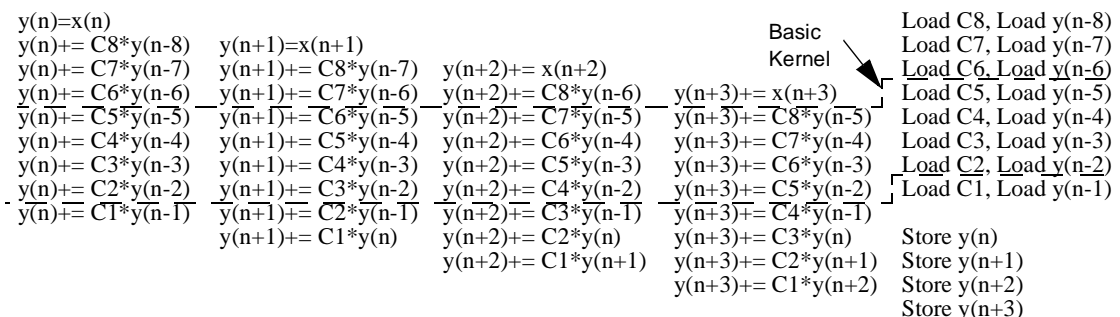 y(n)=x(n) Load C8, Load y(n-8)
Basic
y(n)+= C8*y(n-8) y(n+1)=x(n+1) Load C7, Load y(n-7)
Kernel
y(n)+= C7*y(n-7) y(n+1)+= C8*y(n-7) y(n+2)+= x(n+2) Load C6, Load y(n-6)
y(n)+= C6*y(n-6) y(n+1)+= C7*y(n-6) y(n+2)+= C8*y(n-6) y(n+3)+= x(n+3) Load C5, Load y(n-5)
y(n)+= C5*y(n-5) y(n+1)+= C6*y(n-5) y(n+2)+= C7*y(n-5) y(n+3)+= C8*y(n-5) Load C4, Load y(n-4)
y(n)+= C4*y(n-4) y(n+1)+= C5*y(n-4) y(n+2)+= C6*y(n-4) y(n+3)+= C7*y(n-4) Load C3, Load y(n-3)
y(n)+= C3*y(n-3) y(n+1)+= C4*y(n-3) y(n+2)+= C5*y(n-3) y(n+3)+= C6*y(n-3) Load C2, Load y(n-2)
y(n)+= C2*y(n-2) y(n+1)+= C3*y(n-2) y(n+2)+= C4*y(n-2) y(n+3)+= C5*y(n-2) Load C1, Load y(n-1)
y(n)+= C1*y(n-1) y(n+1)+= C2*y(n-1) y(n+2)+= C3*y(n-1) y(n+3)+= C4*y(n-1)
y(n+1)+= C1*y(n) y(n+2)+= C2*y(n) y(n+3)+= C3*y(n) Store y(n)
y(n+2)+= C1*y(n+1) y(n+3)+= C2*y(n+1) Store y(n+1)
y(n+3)+= C1*y(n+2) Store y(n+2)
Store y(n+3)